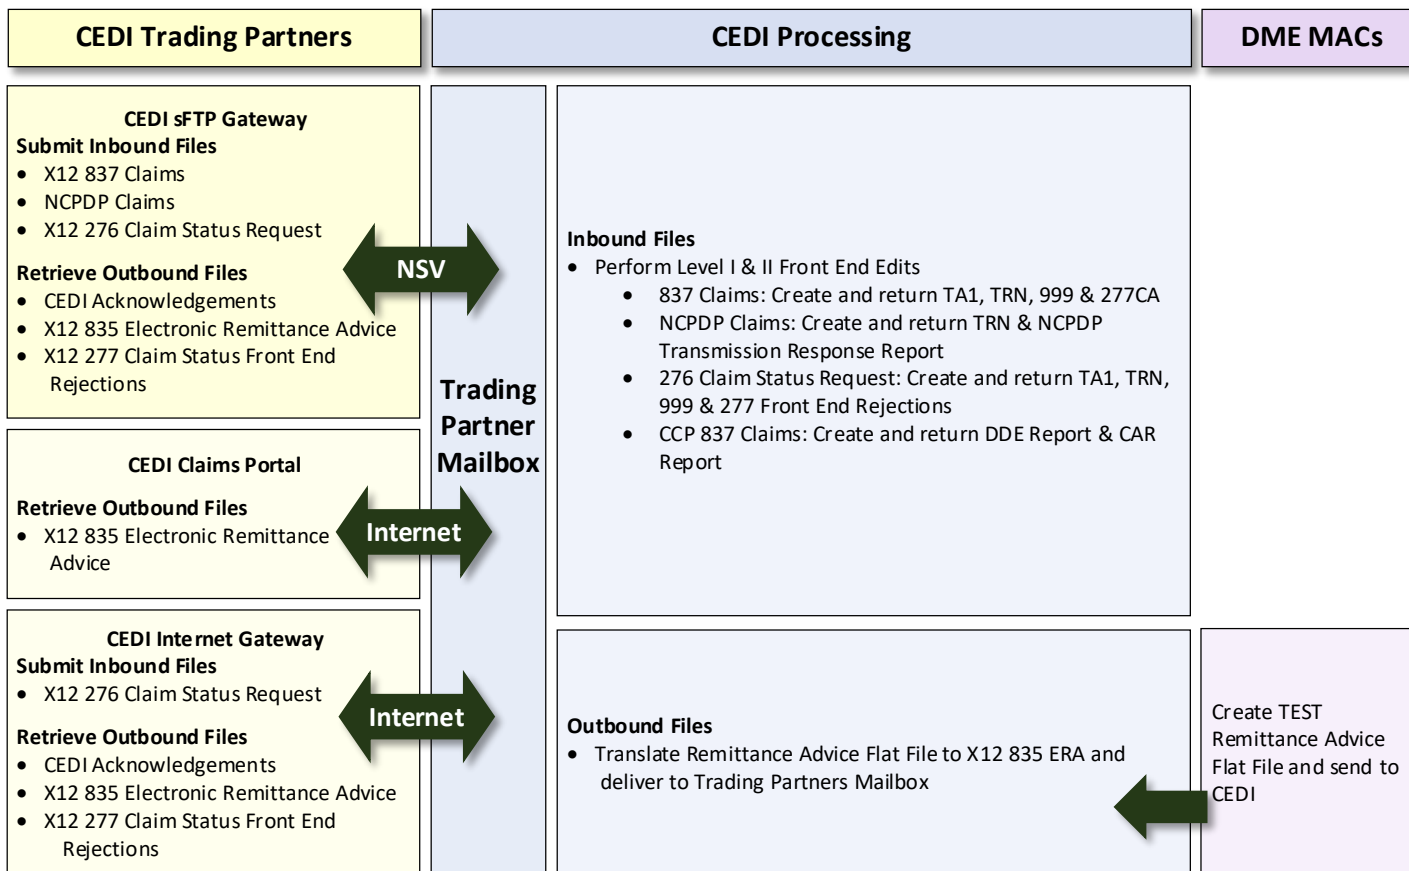 CEDI Trading Partners
CEDI Processing
DME MACs
CEDI sFTP Gateway
Submit Inbound Files
• X12 837 Claims
• NCPDP Claims
• X12 276 Claim Status Request
Retrieve Outbound Files
• CEDI Acknowledgements
• X12 835 Electronic Remittance Advice
• X12 277 Claim Status Front End
Rejections
NSV
CEDI Claims Portal
Retrieve Outbound Files
• X12 835 Electronic Remittance
Advice
Internet
CEDI Internet Gateway
Submit Inbound Files
• X12 276 Claim Status Request
Retrieve Outbound Files
• CEDI Acknowledgements
• X12 835 Electronic Remittance Advice
• X12 277 Claim Status Front End
Rejections
Internet
Trading
Partner
Mailbox
Inbound Files
• Perform Level I & II Front End Edits
• 837 Claims: Create and return TA1, TRN, 999 & 277CA
• NCPDP Claims: Create and return TRN & NCPDP
Transmission Response Report
• 276 Claim Status Request: Create and return TA1, TRN,
999 & 277 Front End Rejections
• CCP 837 Claims: Create and return DDE Report & CAR
Report
Outbound Files
• Translate Remittance Advice Flat File to X12 835 ERA and
deliver to Trading Partners Mailbox
Create TEST
Remittance Advice
Flat File and send to
CEDI